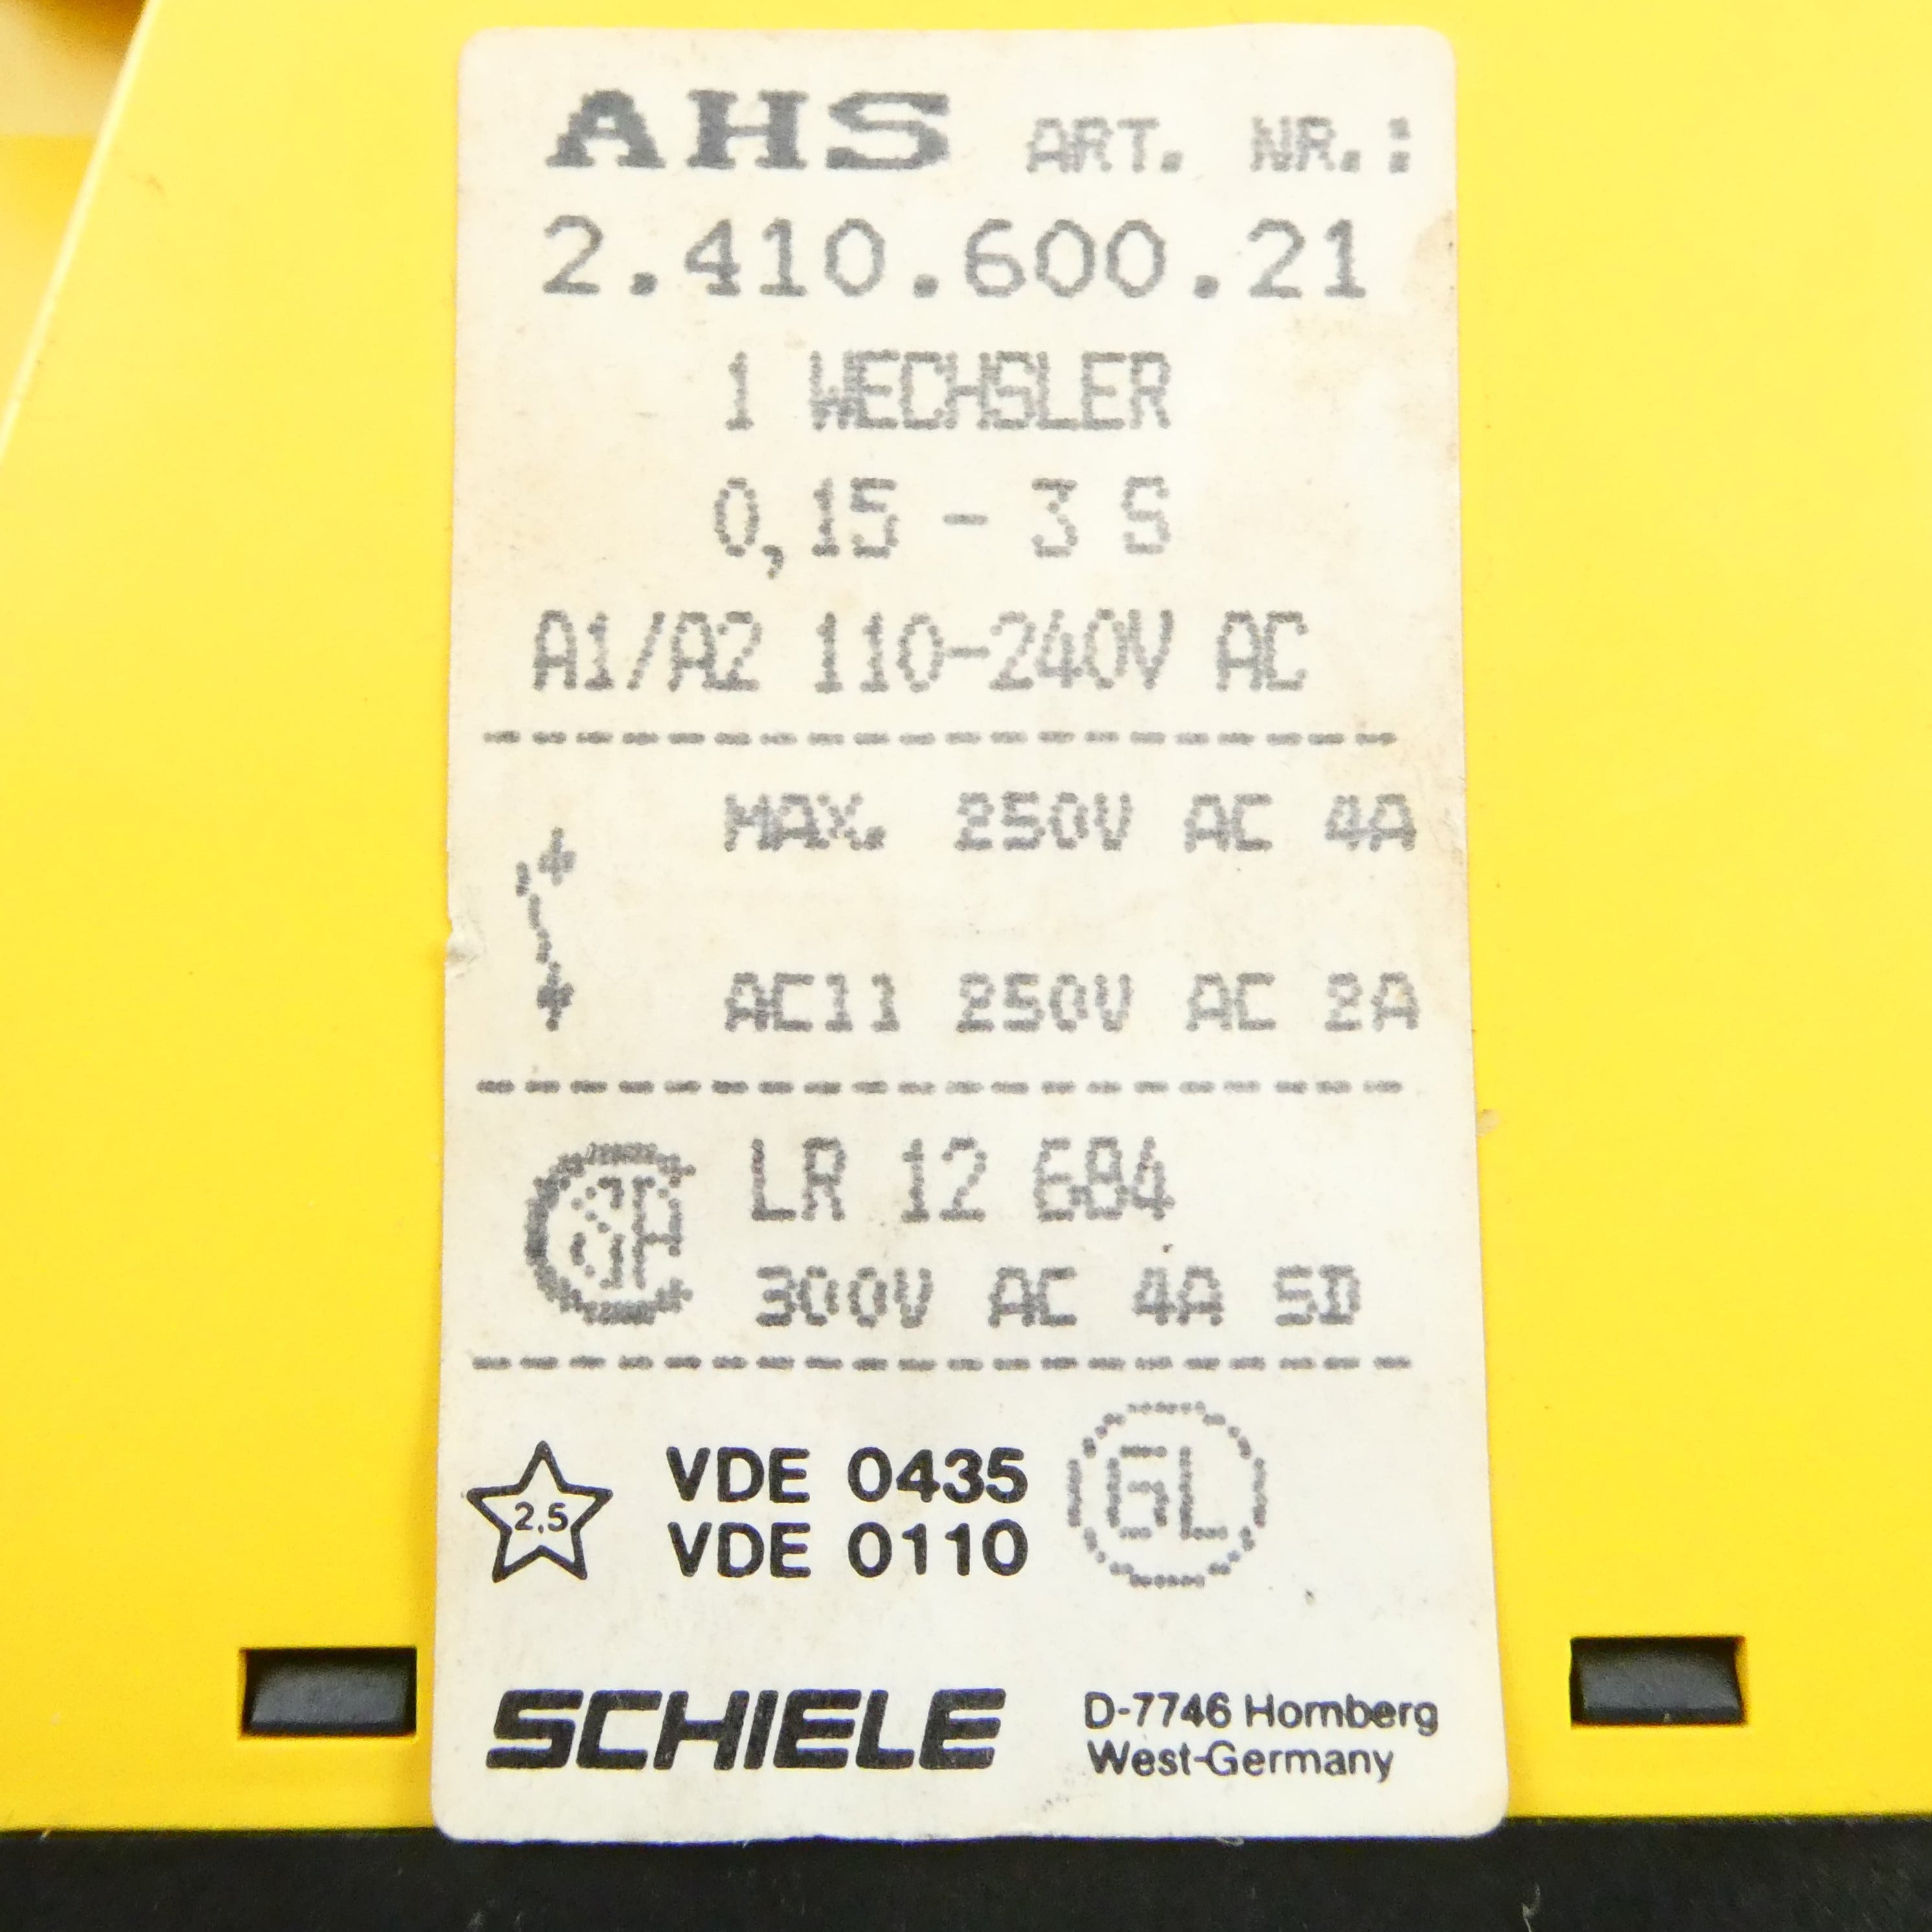 AHS ART. NR.:
2.410.600.21
1 WECHSLER
0,15 - 3 S
A1/A2 110-240V AC
MAX. 250V AC 4A
AC11 250V AC 2A
LR 12 684
300V AC 4A SD
2,5
VDE 0435
VDE 0110
GL
SCHIELE
D-7746 Hornberg
West-Germany